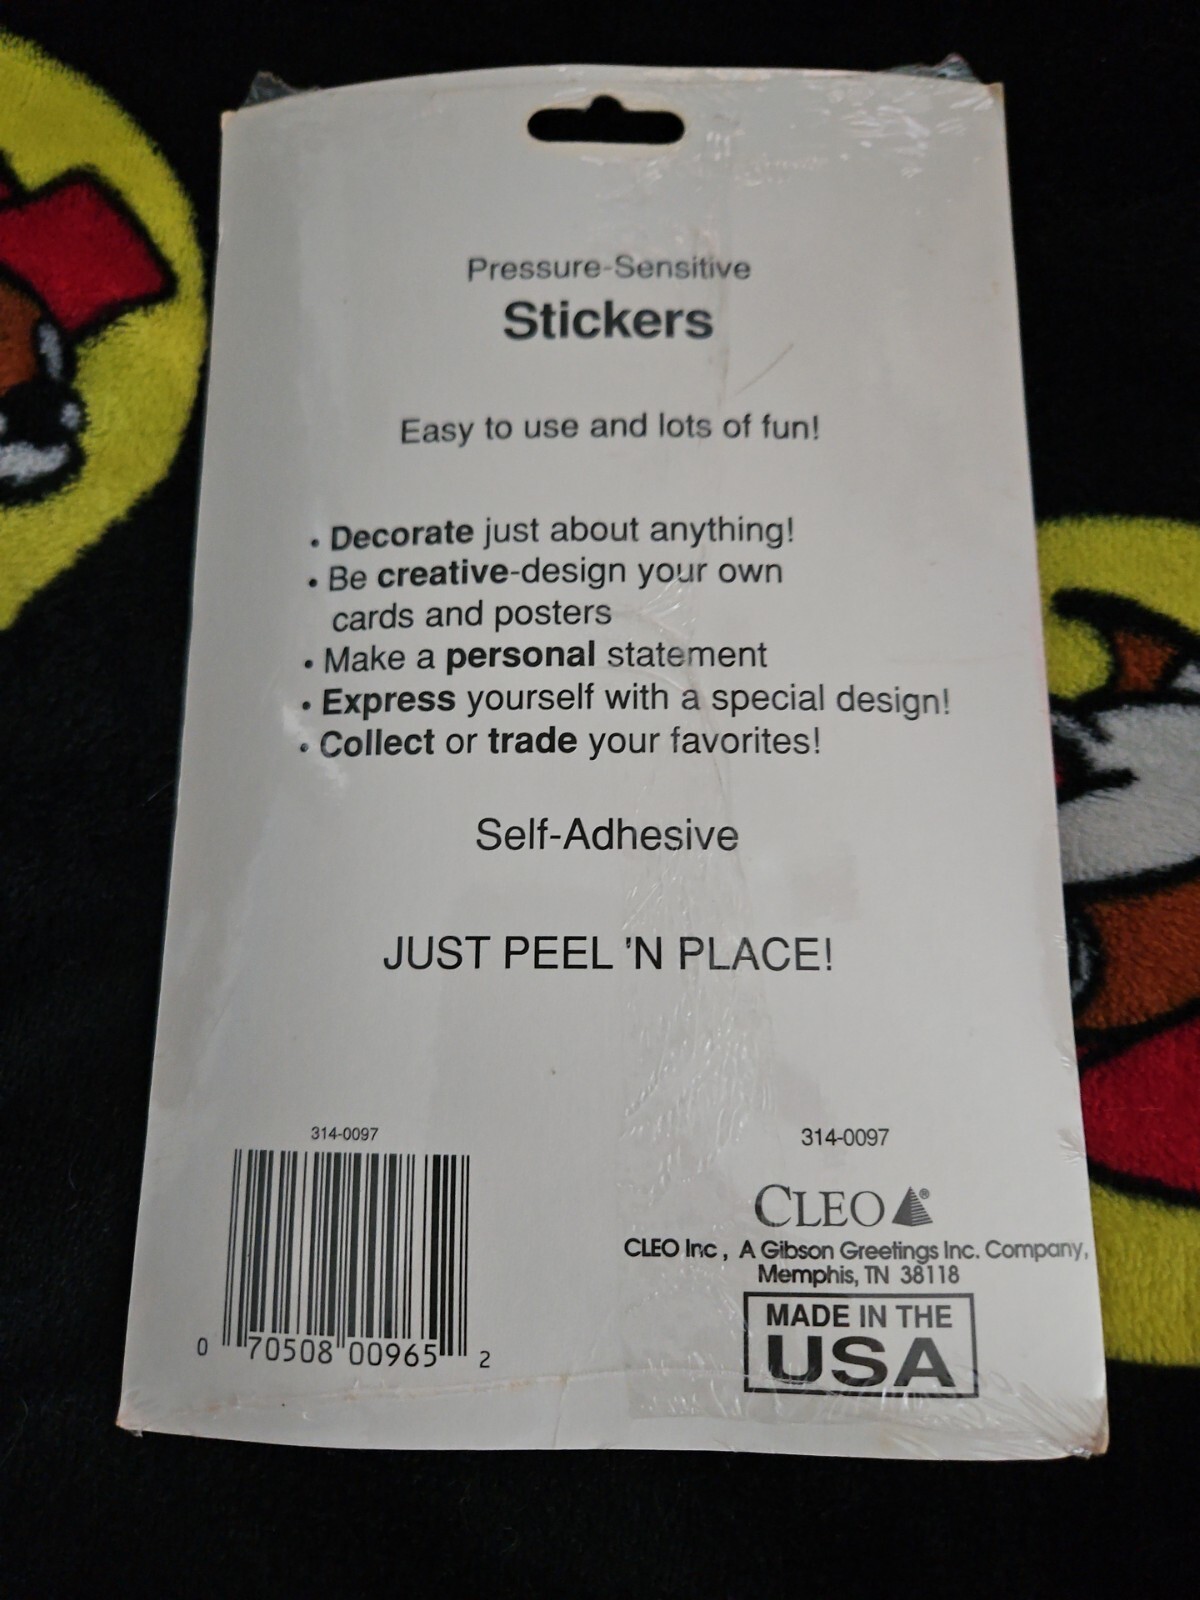 Pressure-Sensitive
Stickers
Easy to use and lots of fun!
• Decorate just about anything!
• Be creative-design your own
cards and posters
• Make a personal statement
• Express yourself with a special design!
• Collect or trade your favorites!
Self-Adhesive
JUST PEEL 'N PLACE!
314-0097
0 70508 00965 2
314-0097
CLEO®
CLEO Inc, A Gibson Greetings Inc. Company,
Memphis, TN 38118
MADE IN THE
USA